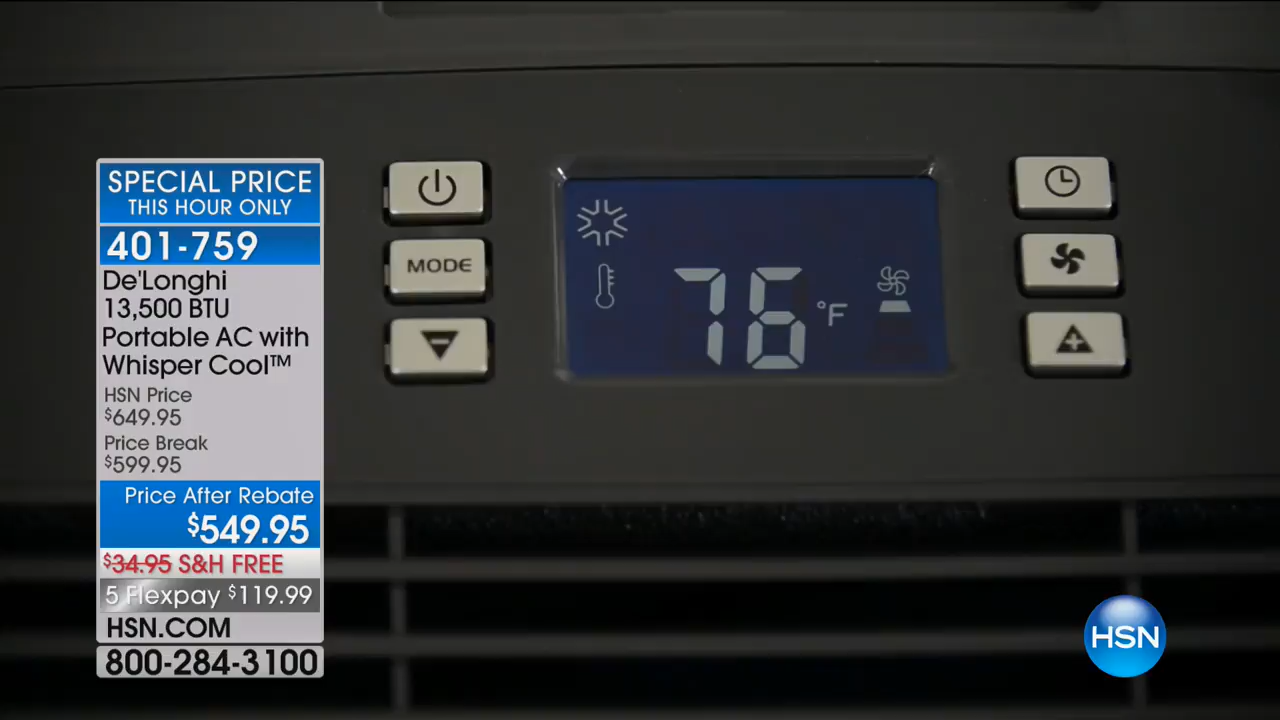 SPECIAL PRICE
THIS HOUR ONLY
401-759
De'Longhi
13,500 BTU
Portable AC with
Whisper Cool™
HSN Price
$649.95
Price Break
$599.95
Price After Rebate
$549.95
$34.95 S&H FREE
5 Flexpay $119.99
HSN.COM
800-284-3100
MODE
76 °F
HSN